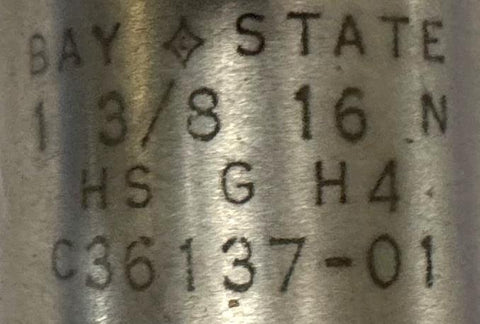 BAY STATE
1 3/8 16 N
HS G H4
C36137-01